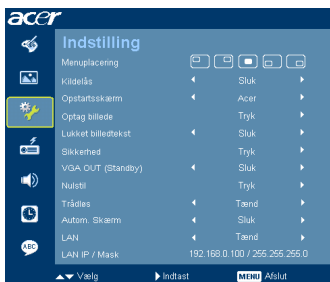 acer
Indstilling
Menuplacering
Kildelås Sluk
Opstartsskærm Acer
Optag billede Tryk
Lukket billedtekst Sluk
Sikkerhed Tryk
VGA OUT (Standby) Sluk
Nulstil Tryk
Trådløs Tænd
Autom. Skærm Sluk
LAN Tænd
LAN IP / Mask 192.168.0.100 / 255.255.255.0
ABC
Vælg Indtast MENU Afslut